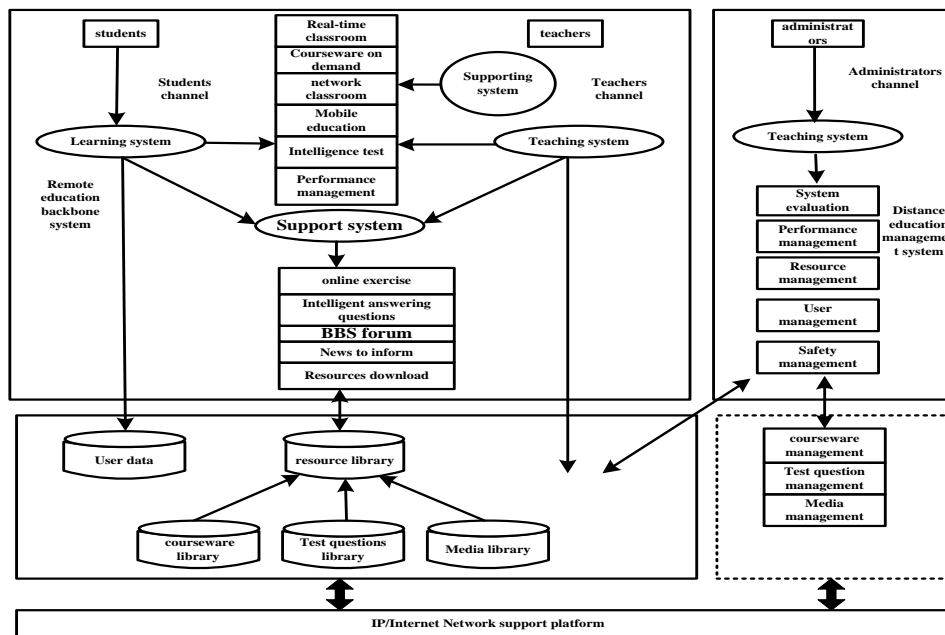 students
Real-time
classroom
Courseware on
demand
network
classroom
Mobile
education
Intelligence test
Performance
management
teachers
Supporting
system
Students
channel
Teachers
channel
Learning system
Teaching system
Remote
education
backbone
system
Support system
online exercise
Intelligent answering
questions
BBS forum
News to inform
Resources download
administrat
ors
Administrators
channel
Teaching system
System
evaluation
Performance
management
Resource
management
User
management
Safety
management
Distance
education
managemen
t system
User data
resource library
courseware
library
Test questions
library
Media library
courseware
management
Test question
management
Media
management
IP/Internet Network support platform